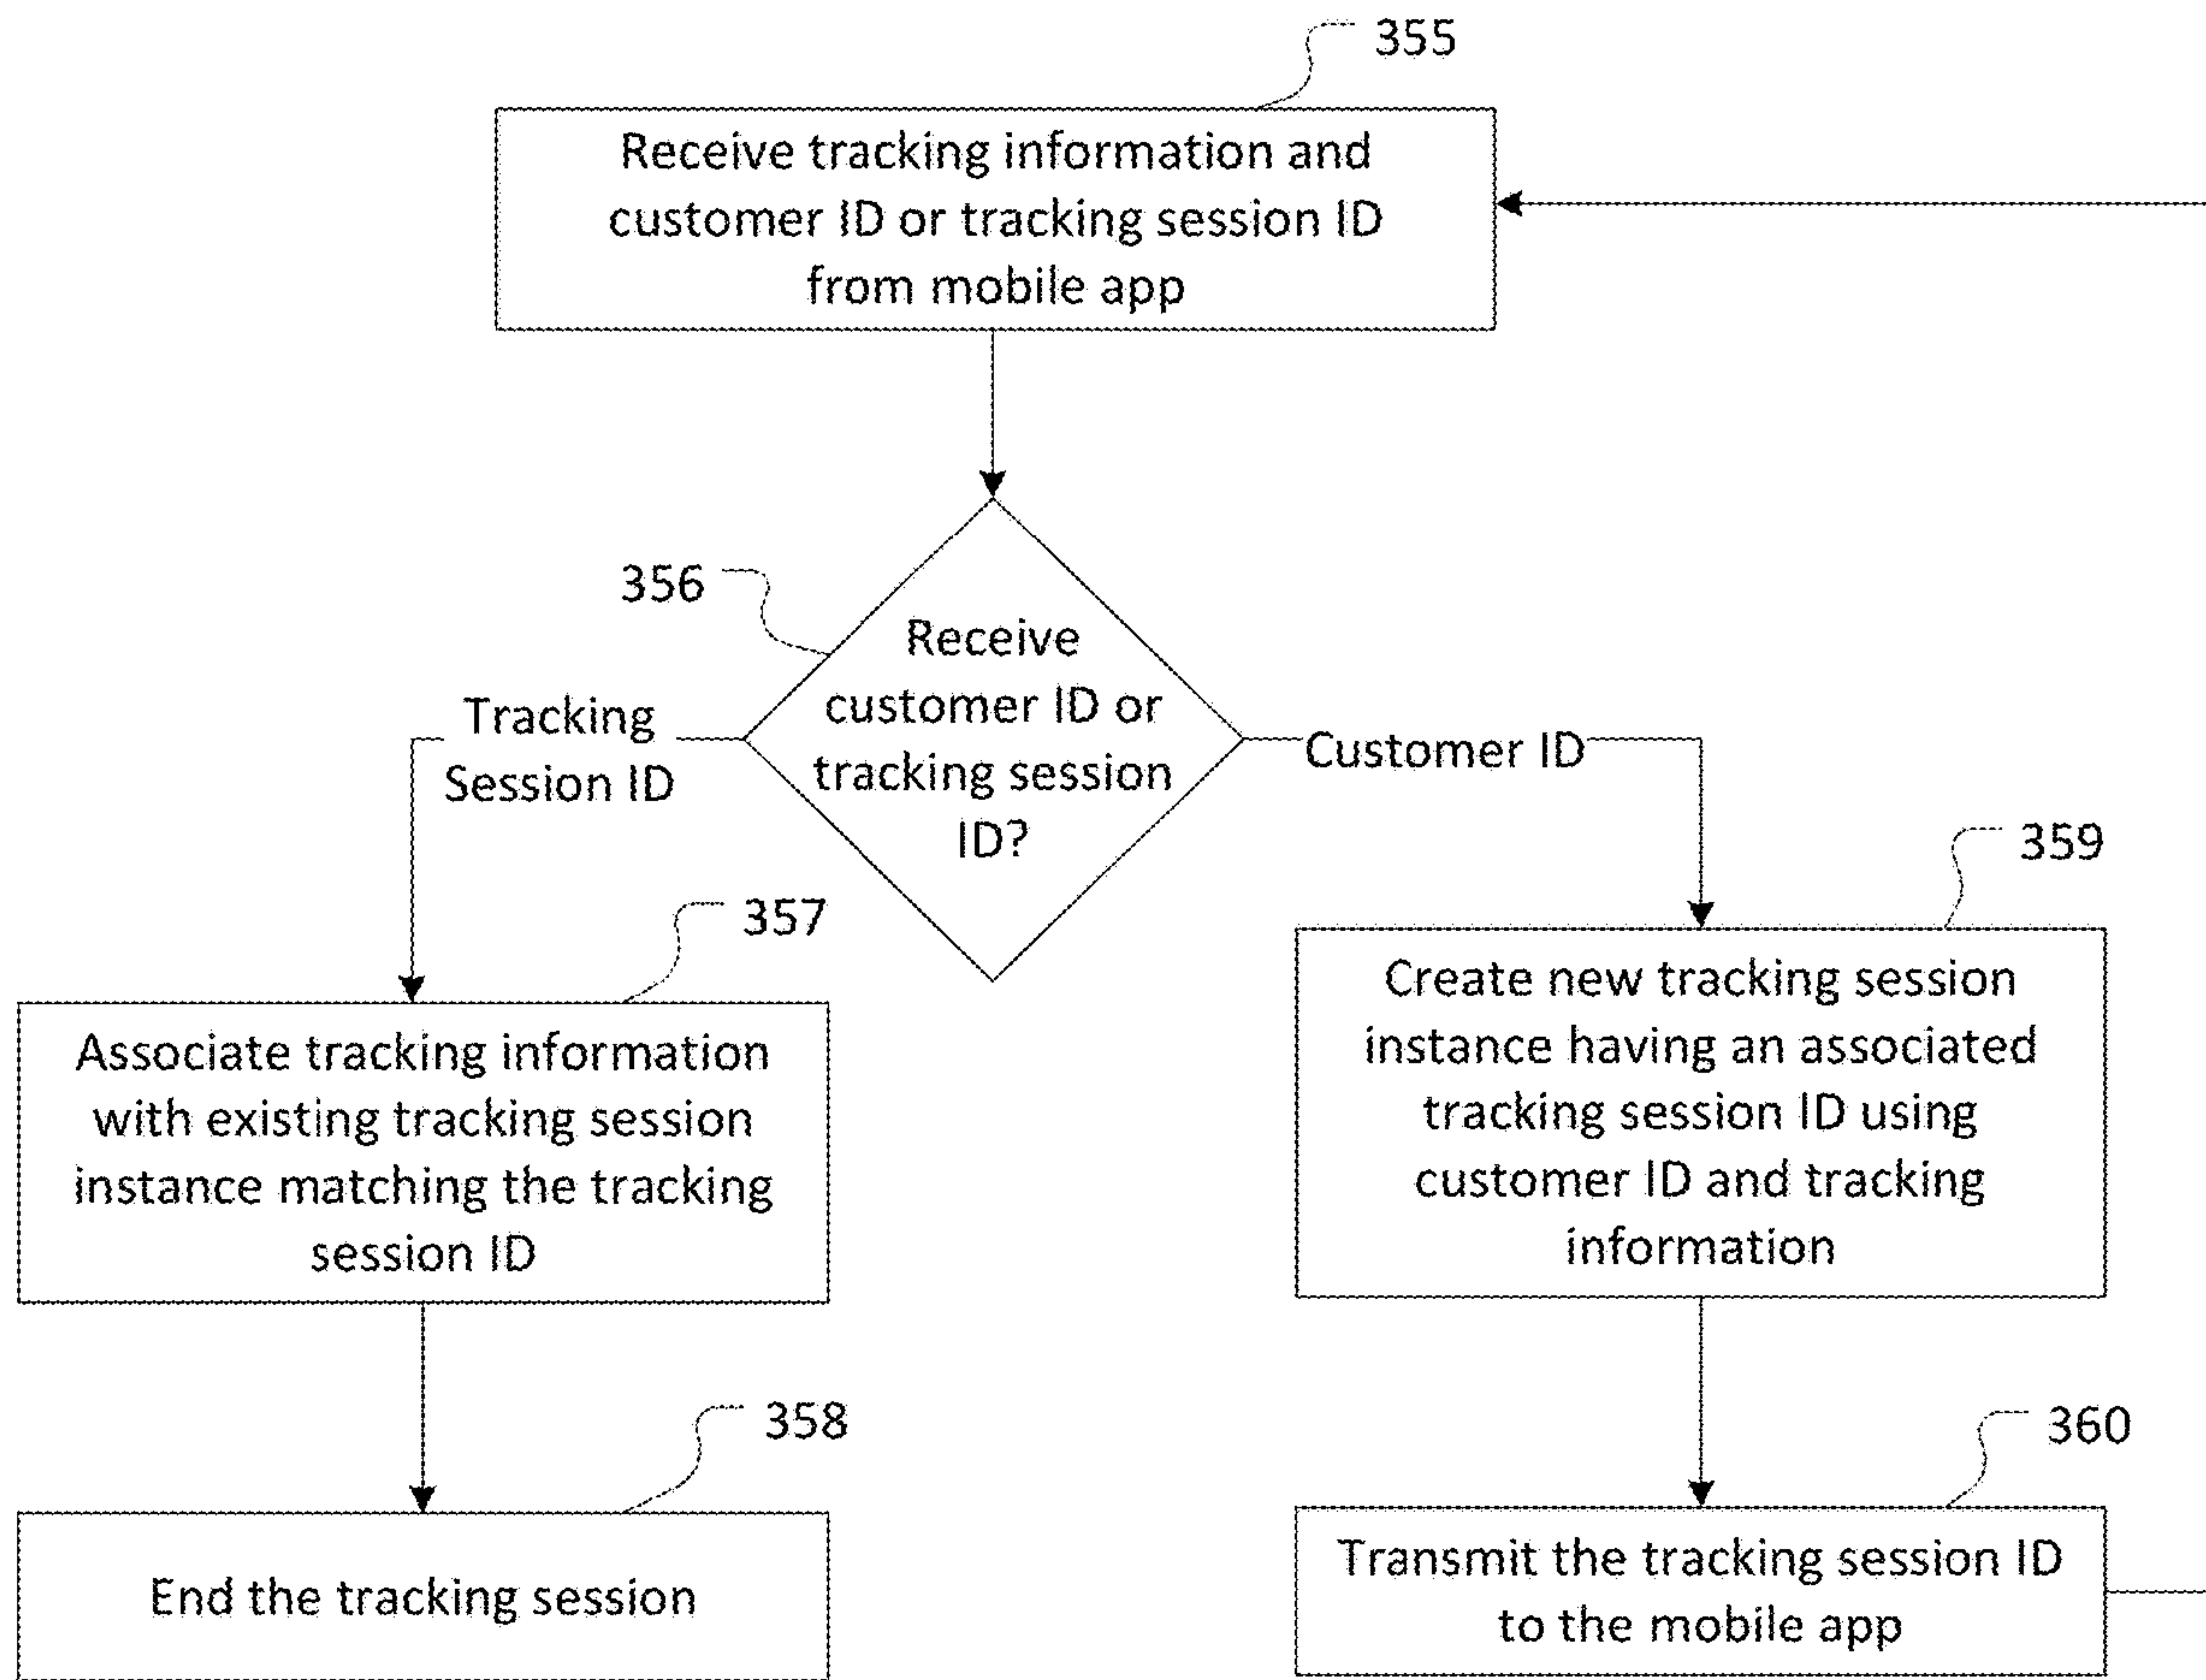 355
Receive tracking information and
customer ID or tracking session ID
from mobile app
356
Receive
customer ID or
tracking session
ID?
Tracking
Session ID
Customer ID
357
Associate tracking information
with existing tracking session
instance matching the tracking
session ID
358
End the tracking session
359
Create new tracking session
instance having an associated
tracking session ID using
customer ID and tracking
information
360
Transmit the tracking session ID
to the mobile app